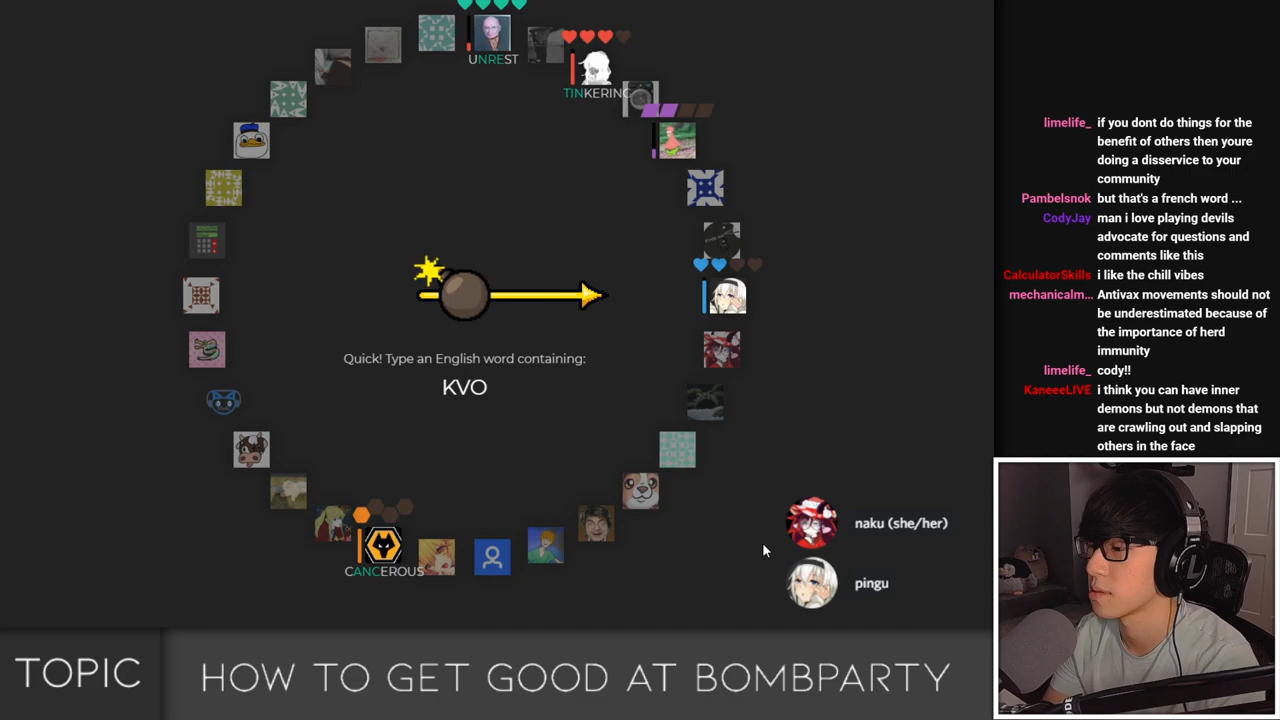 UNREST
TINKERING
limelife_ if you dont do things for the
benefit of others then youre
doing a disservice to your
community
Pambelsnok but that's a french word ...
CodyJay man i love playing devils
advocate for questions and
comments like this
CalculatorSkills i like the chill vibes
mechanicalm... Antivax movements should not
be underestimated because of
the importance of herd
immunity
limelife_ cody!!
KaneeeLIVE i think you can have inner
demons but not demons that
are crawling out and slapping
others in the face
Quick! Type an English word containing:
KVO
CANCEROUS
naku (she/her)
pingu
TOPIC
HOW TO GET GOOD AT BOMBPARTY